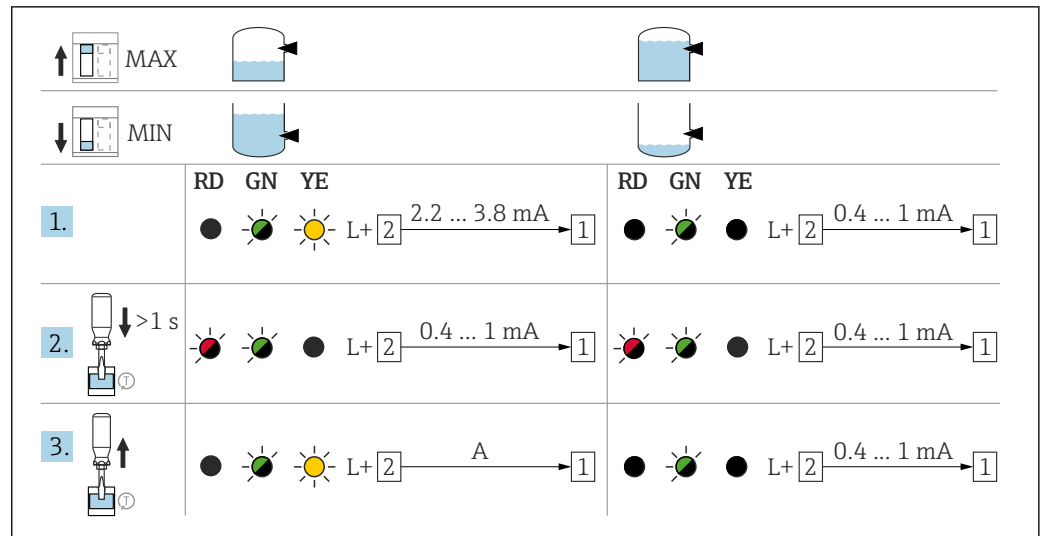 MAX
MIN
RD GN YE RD GN YE
1. L+ 2 2.2 ... 3.8 mA 1 L+ 2 0.4 ... 1 mA 1
2. >1 s T L+ 2 0.4 ... 1 mA 1 L+ 2 0.4 ... 1 mA 1
3. T L+ 2 A 1 L+ 2 0.4 ... 1 mA 1